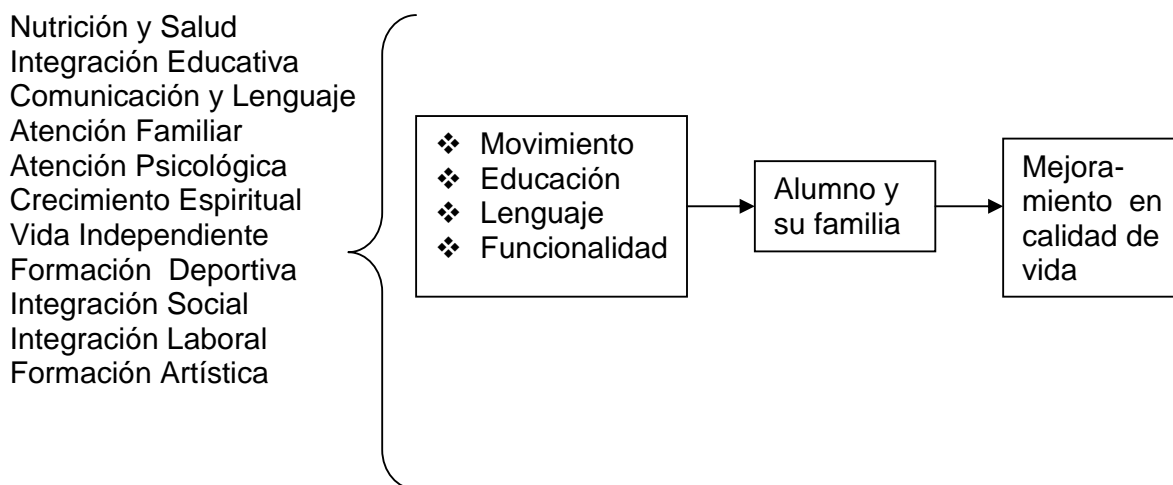 Nutrición y Salud
Integración Educativa
Comunicación y Lenguaje
Atención Familiar
Atención Psicológica
Crecimiento Espiritual
Vida Independiente
Formación  Deportiva
Integración Social
Integración Laboral
Formación Artística
❖ Movimiento
❖ Educación
❖ Lenguaje
❖ Funcionalidad
Alumno y
su familia
Mejora-
miento  en
calidad de
vida